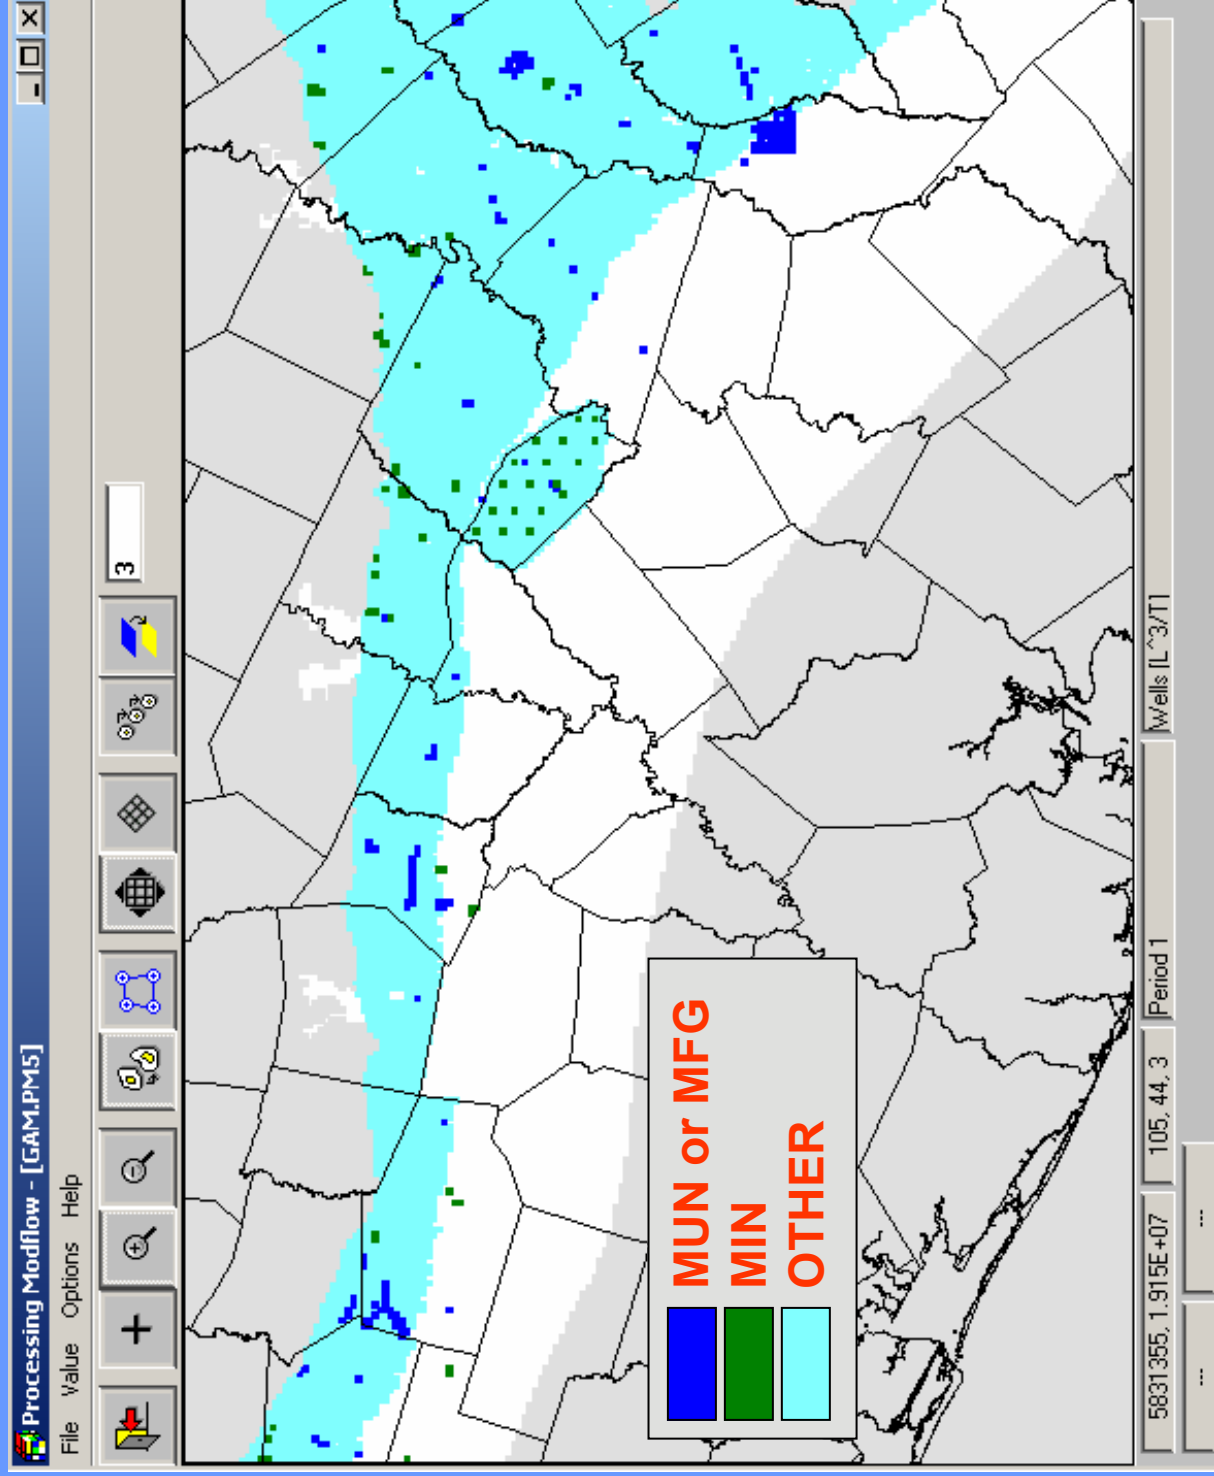 Processing Modflow - [GAM.PM5]
File Value Options Help
3
MUN or MFG
MIN
OTHER
5831355, 1.915E+07
105, 44, 3
Period 1
Wells [L^3/T]
---
---